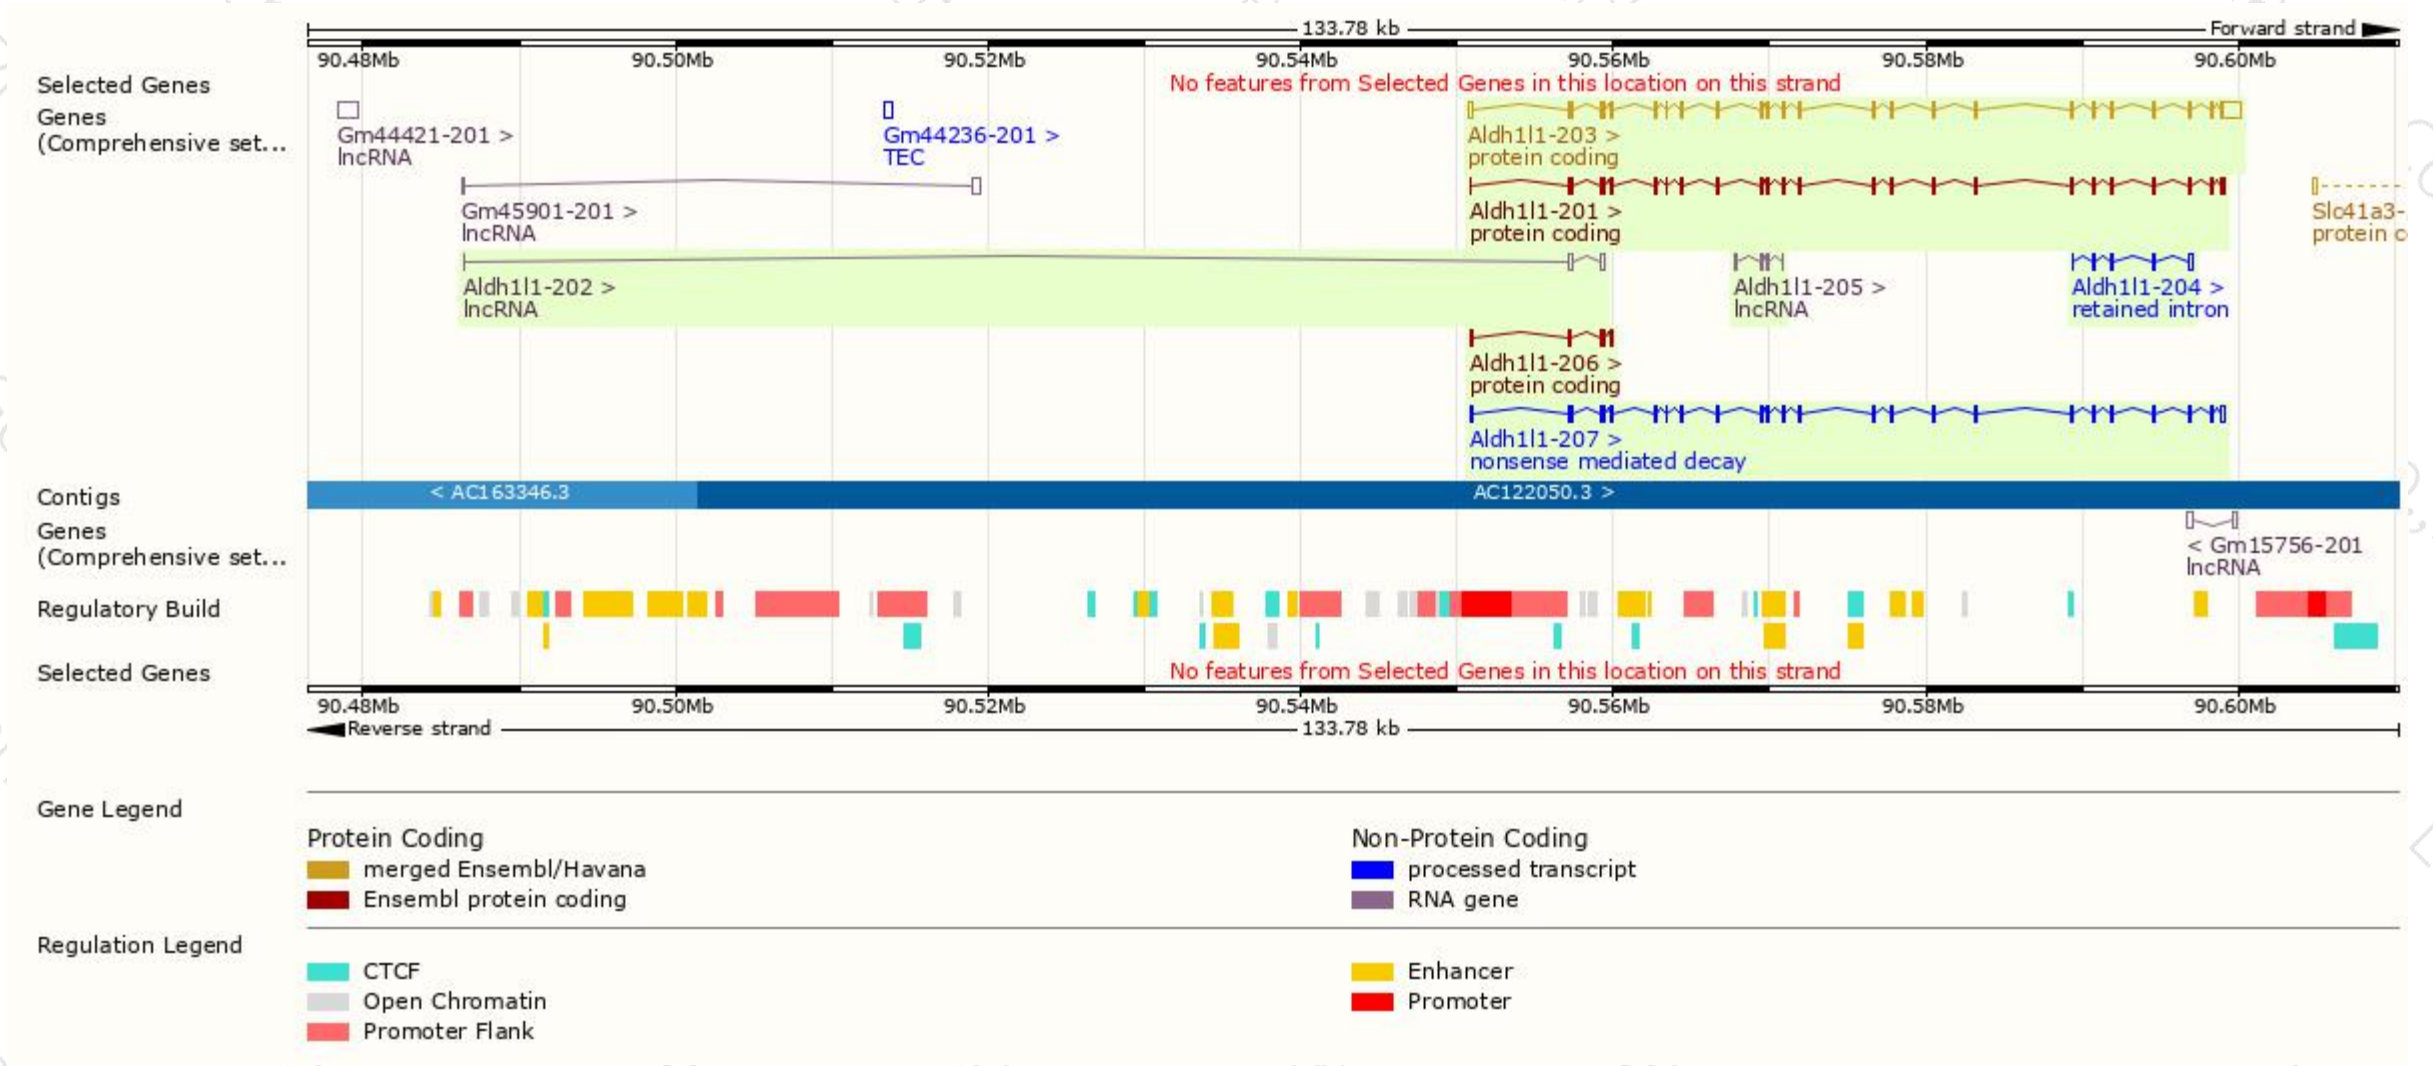 133.78 kb Forward strand
90.48Mb 90.50Mb 90.52Mb 90.54Mb 90.56Mb 90.58Mb 90.60Mb
Selected Genes No features from Selected Genes in this location on this strand
Genes
(Comprehensive set...
Gm44421-201 > Gm44236-201 > Aldh1l1-203 >
lncRNA TEC protein coding
Gm45901-201 > Aldh1l1-201 > Slc41a3-
lncRNA protein coding protein c
Aldh1l1-202 > Aldh1l1-205 > Aldh1l1-204 >
lncRNA lncRNA retained intron
Aldh1l1-206 >
protein coding
Aldh1l1-207 >
nonsense mediated decay
Contigs < AC163346.3 AC122050.3 >
Genes
(Comprehensive set...
< Gm15756-201
lncRNA
Regulatory Build
Selected Genes No features from Selected Genes in this location on this strand
90.48Mb 90.50Mb 90.52Mb 90.54Mb 90.56Mb 90.58Mb 90.60Mb
Reverse strand 133.78 kb
Gene Legend
Protein Coding Non-Protein Coding
merged Ensembl/Havana processed transcript
Ensembl protein coding RNA gene
Regulation Legend
CTCF Enhancer
Open Chromatin Promoter
Promoter Flank